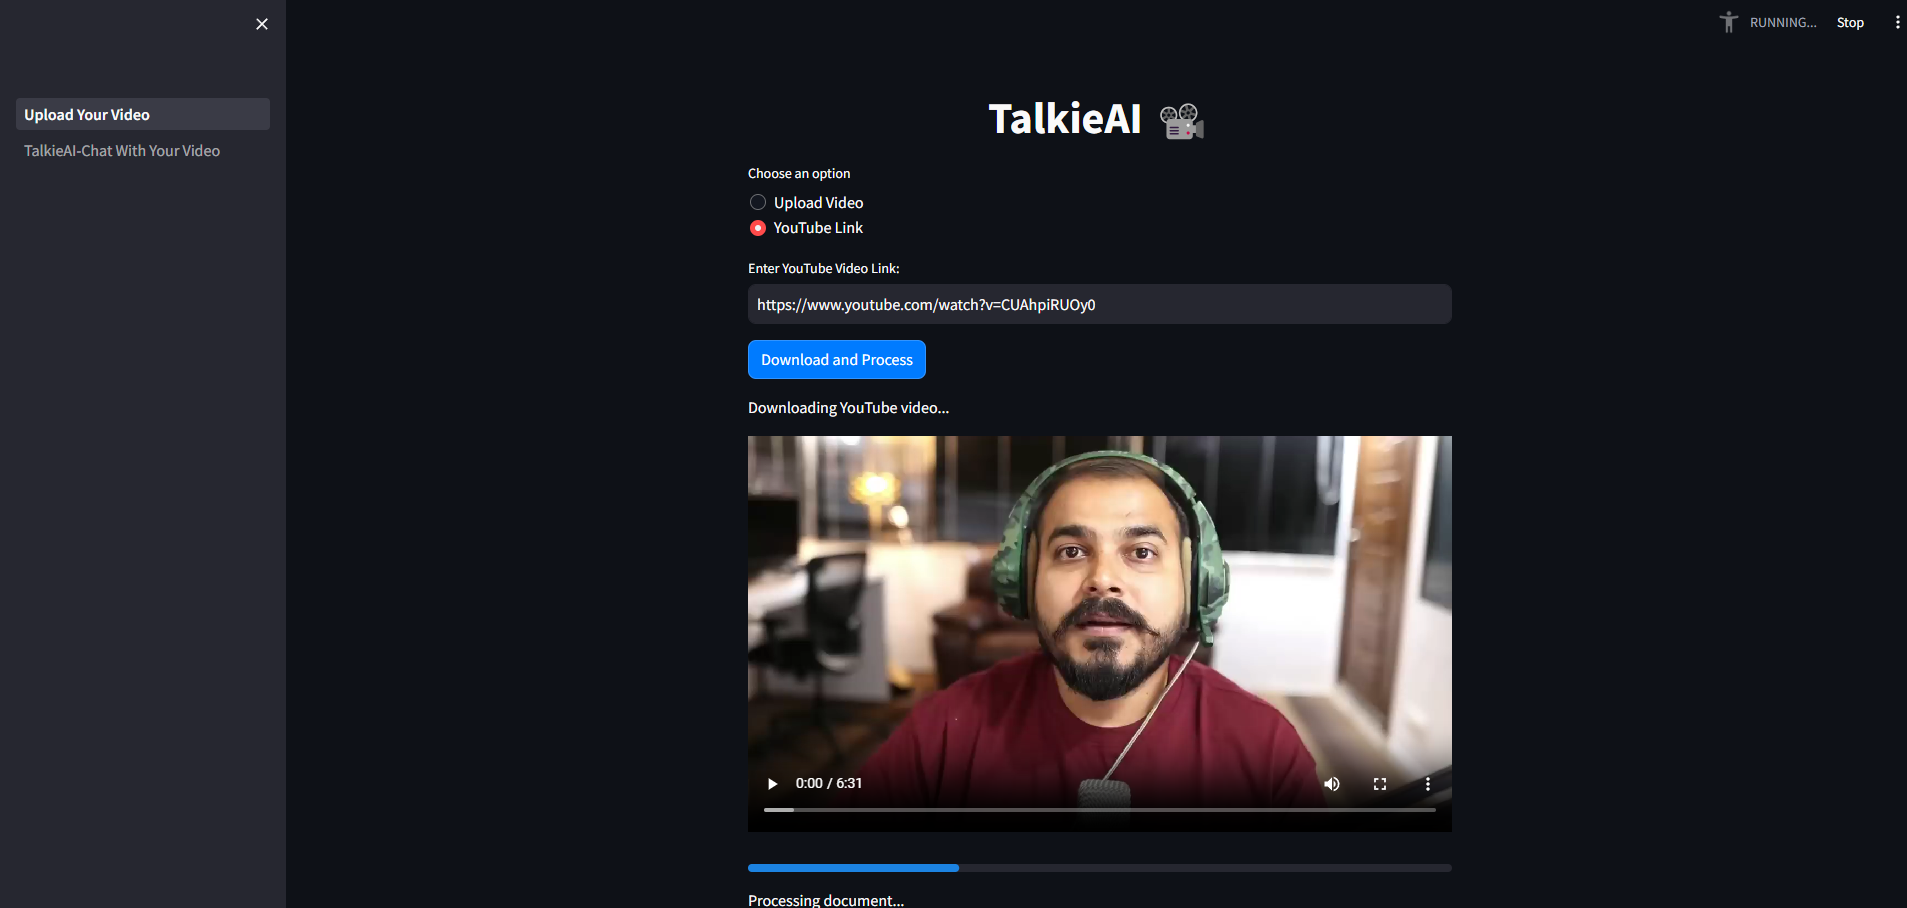 RUNNING...
Stop
Upload Your Video
TalkieAI-Chat With Your Video
TalkieAI
Choose an option
Upload Video
YouTube Link
Enter YouTube Video Link:
https://www.youtube.com/watch?v=CUAhpiRUOy0
Download and Process
Downloading YouTube video...
0:00 / 6:31
Processing document...